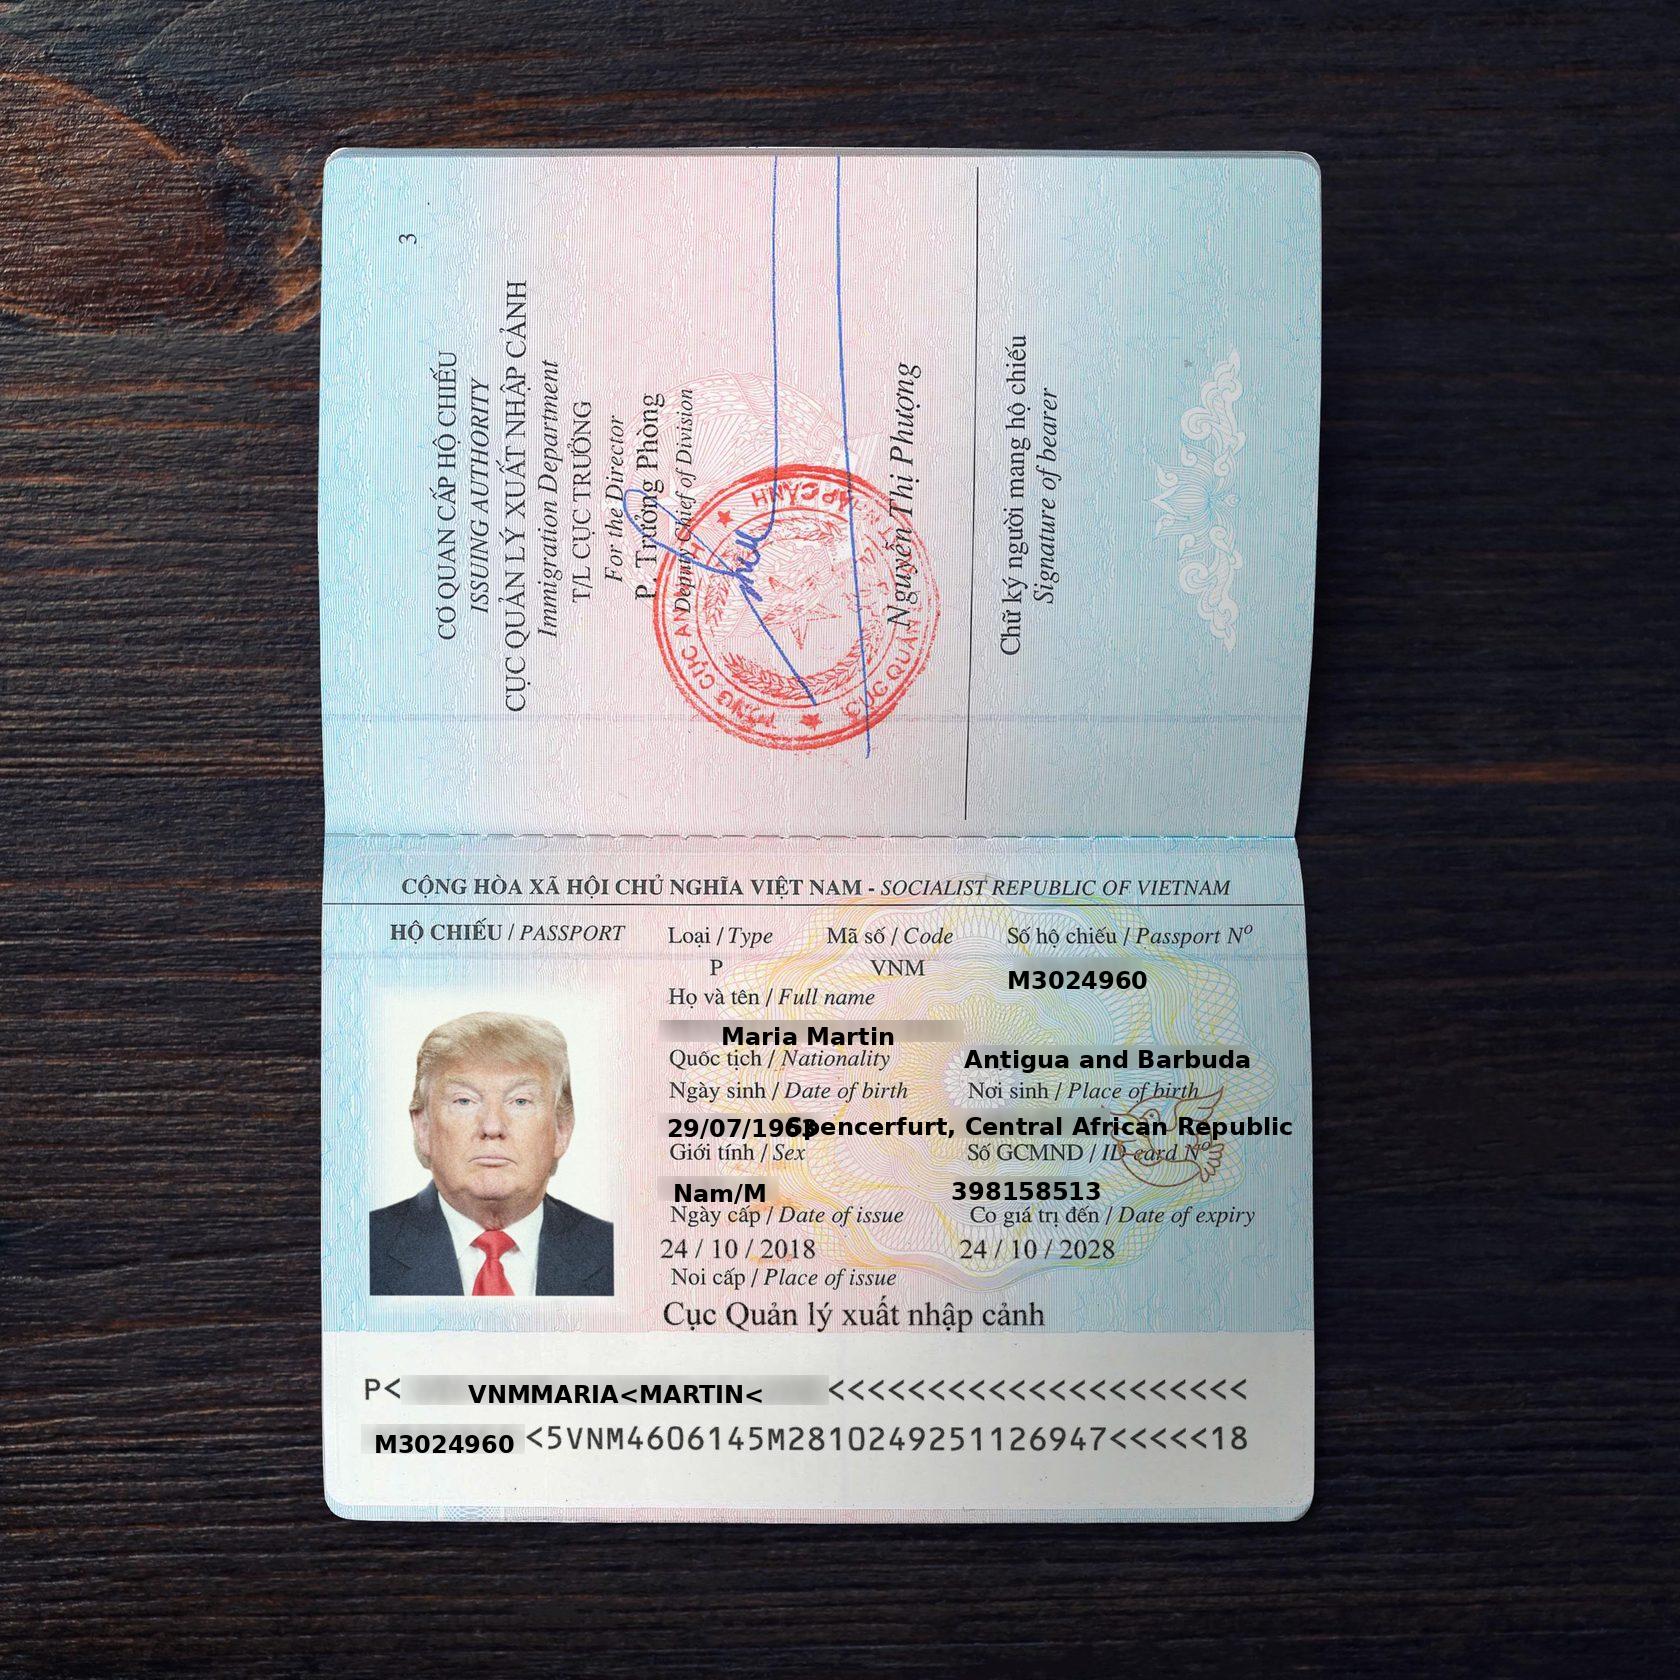 3
CƠ QUAN CẤP HỘ CHIẾU
ISSUING AUTHORITY
CỤC QUẢN LÝ XUẤT NHẬP CẢNH
Immigration Department
T/L CỤC TRƯỞNG
For the Director
P. Trưởng Phòng
Deputy Chief of Division
Nguyễn Thị Phượng
Chữ ký người mang hộ chiếu
Signature of bearer
CỘNG HÒA XÃ HỘI CHỦ NGHĨA VIỆT NAM - SOCIALIST REPUBLIC OF VIETNAM
HỘ CHIẾU / PASSPORT
Loại / Type Mã số / Code Số hộ chiếu / Passport Nº
P VNM M3024960
Họ và tên / Full name
Maria Martin
Quốc tịch / Nationality Antigua and Barbuda
Ngày sinh / Date of birth Nơi sinh / Place of birth
29/07/1963 Spencerfurt, Central African Republic
Giới tính / Sex Số GCMND / ID card Nº
Nam/M 398158513
Ngày cấp / Date of issue Co giá trị đến / Date of expiry
24 / 10 / 2018 24 / 10 / 2028
Noi cấp / Place of issue
Cục Quản lý xuất nhập cảnh
P< VNMMARIA<MARTIN< <<<<<<<<<<<<<<<<<<<<<<
M3024960 <5VNM4606145M2810249251126947<<<<<18